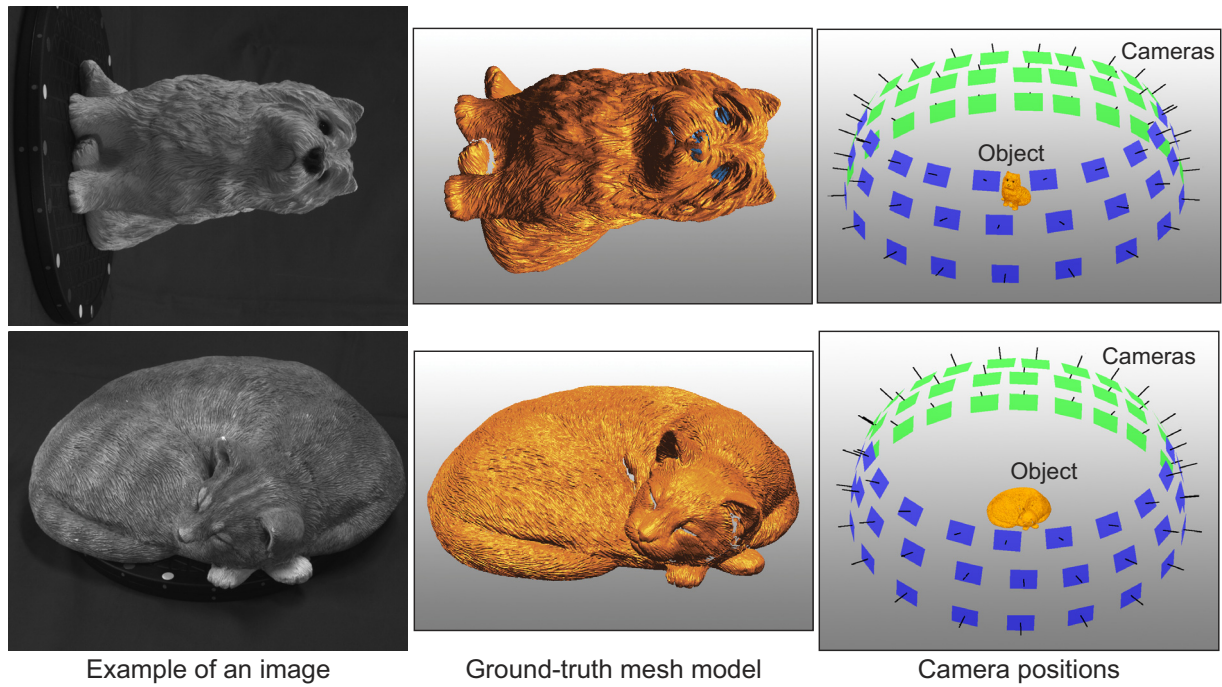 Cameras
Object
Cameras
Object
Example of an image
Ground-truth mesh model
Camera positions